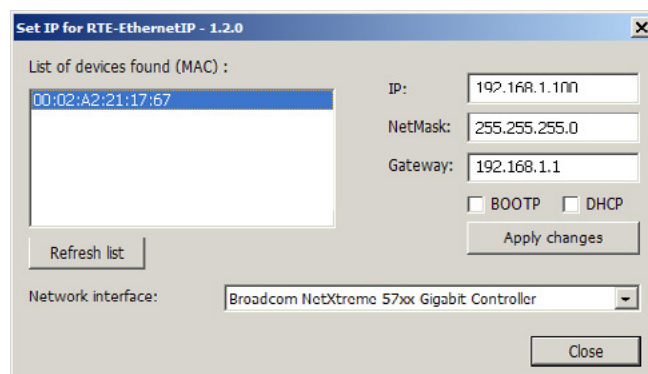 Set IP for RTE-EthernetIP - 1.2.0
List of devices found (MAC) :
00:02:A2:21:17:67
IP: 192.168.1.100
NetMask: 255.255.255.0
Gateway: 192.168.1.1
BOOTP DHCP
Apply changes
Refresh list
Network interface: Broadcom NetXtreme 57xx Gigabit Controller
Close